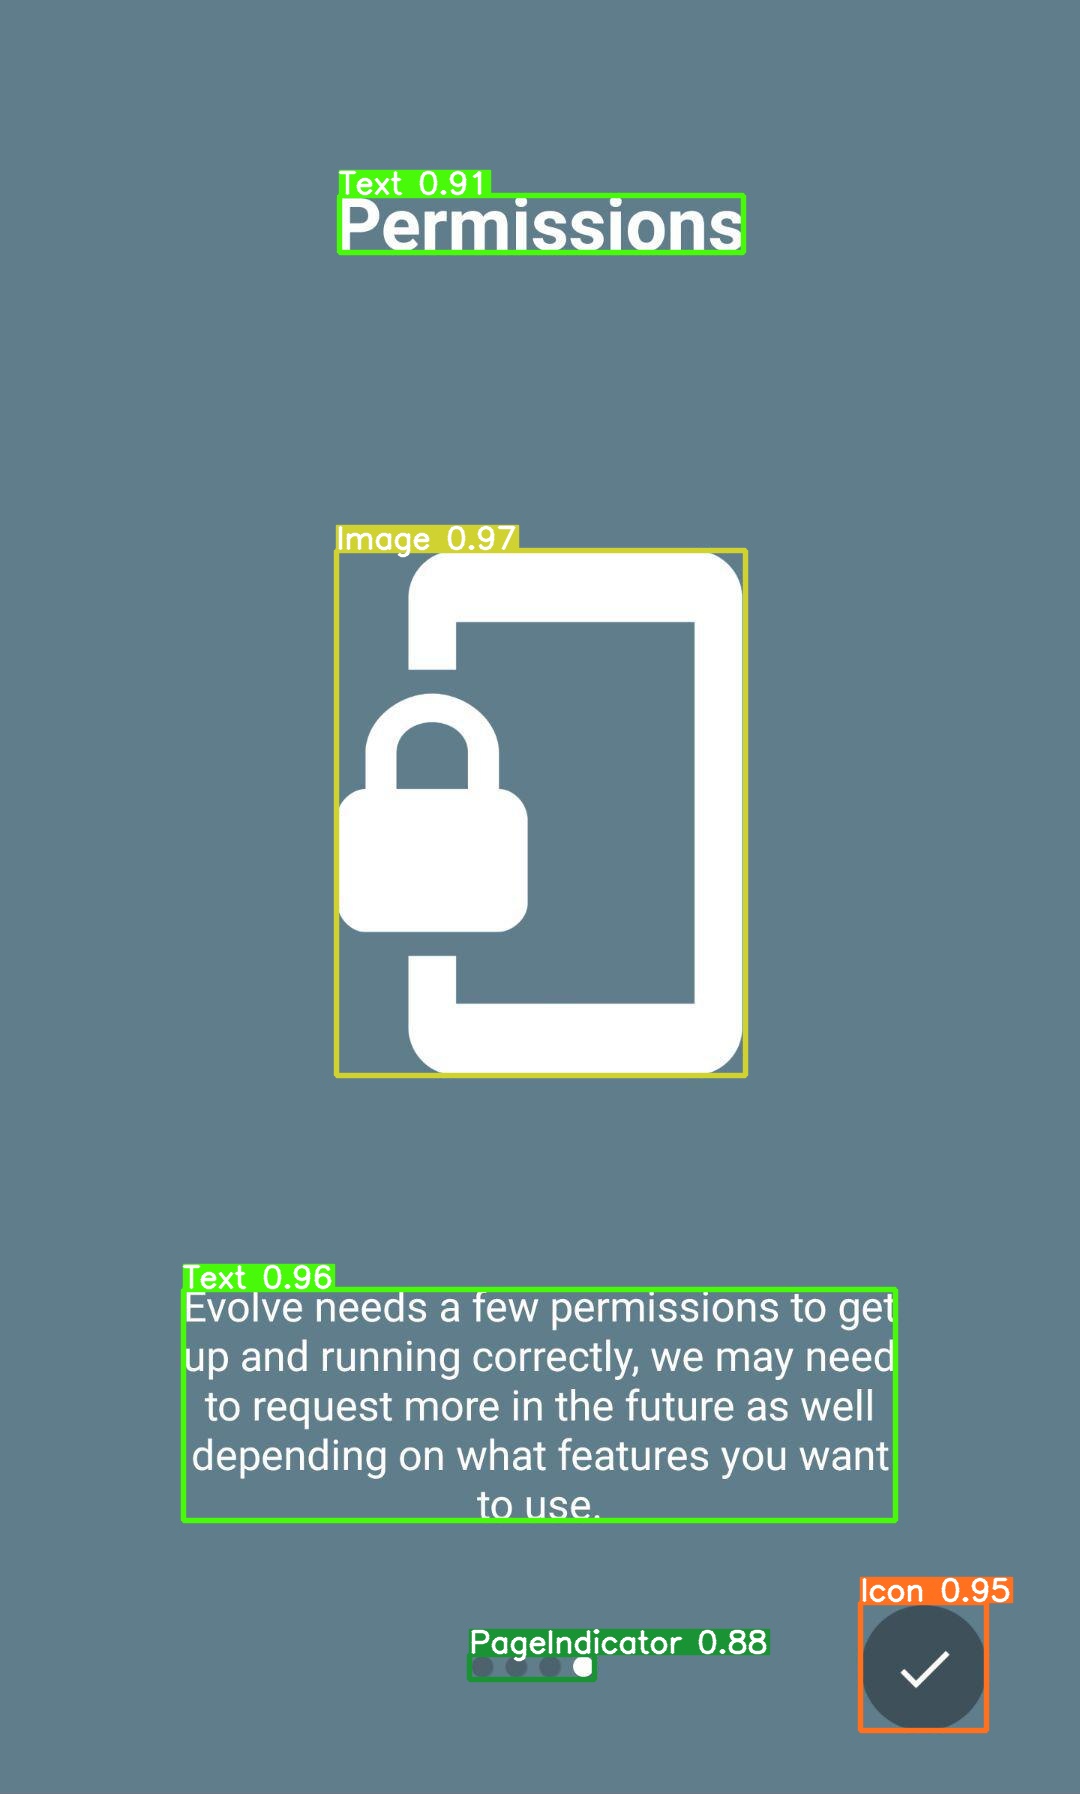 Text 0.91
Permissions
Image 0.97
Text 0.96
Evolve needs a few permissions to get
up and running correctly, we may need
to request more in the future as well
depending on what features you want
to use.
Icon 0.95
PageIndicator 0.88